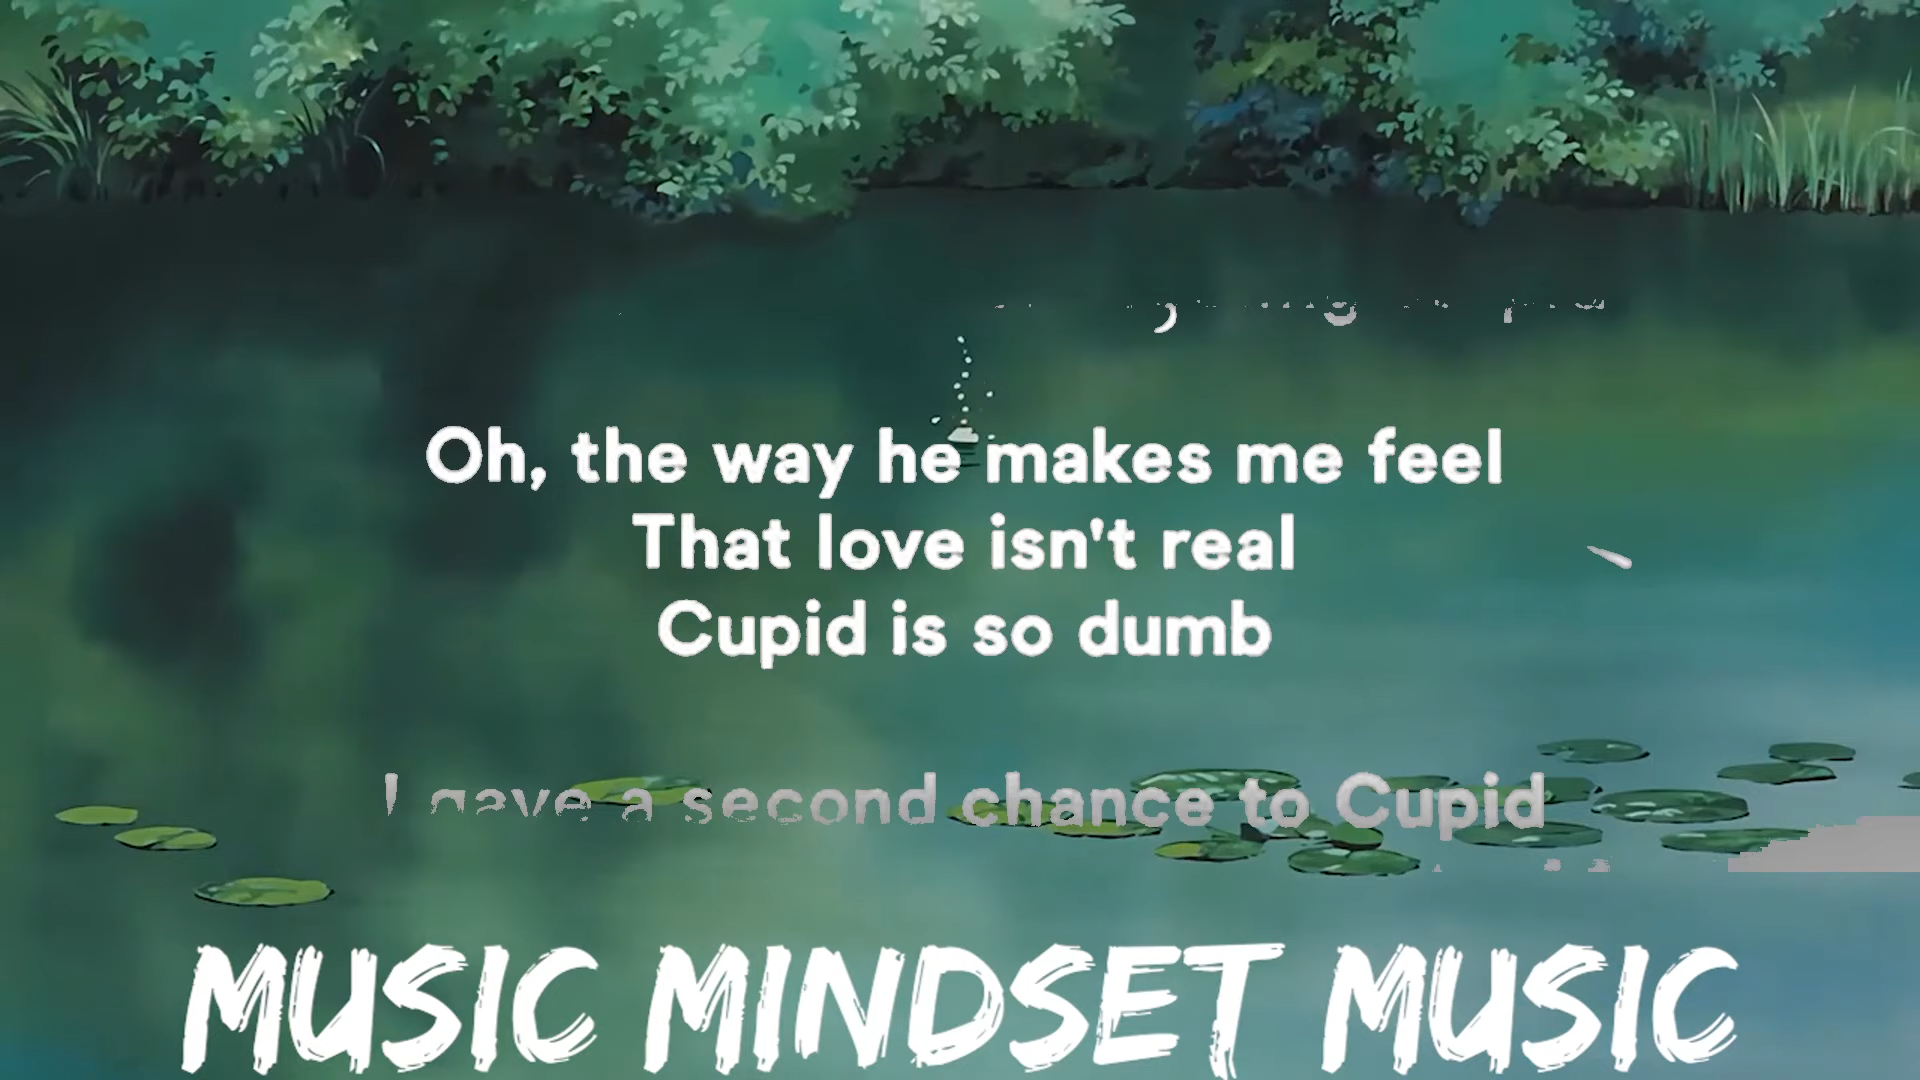 Oh, the way he makes me feel
That love isn't real
Cupid is so dumb
I gave a second chance to Cupid
MUSIC MINDSET MUSIC